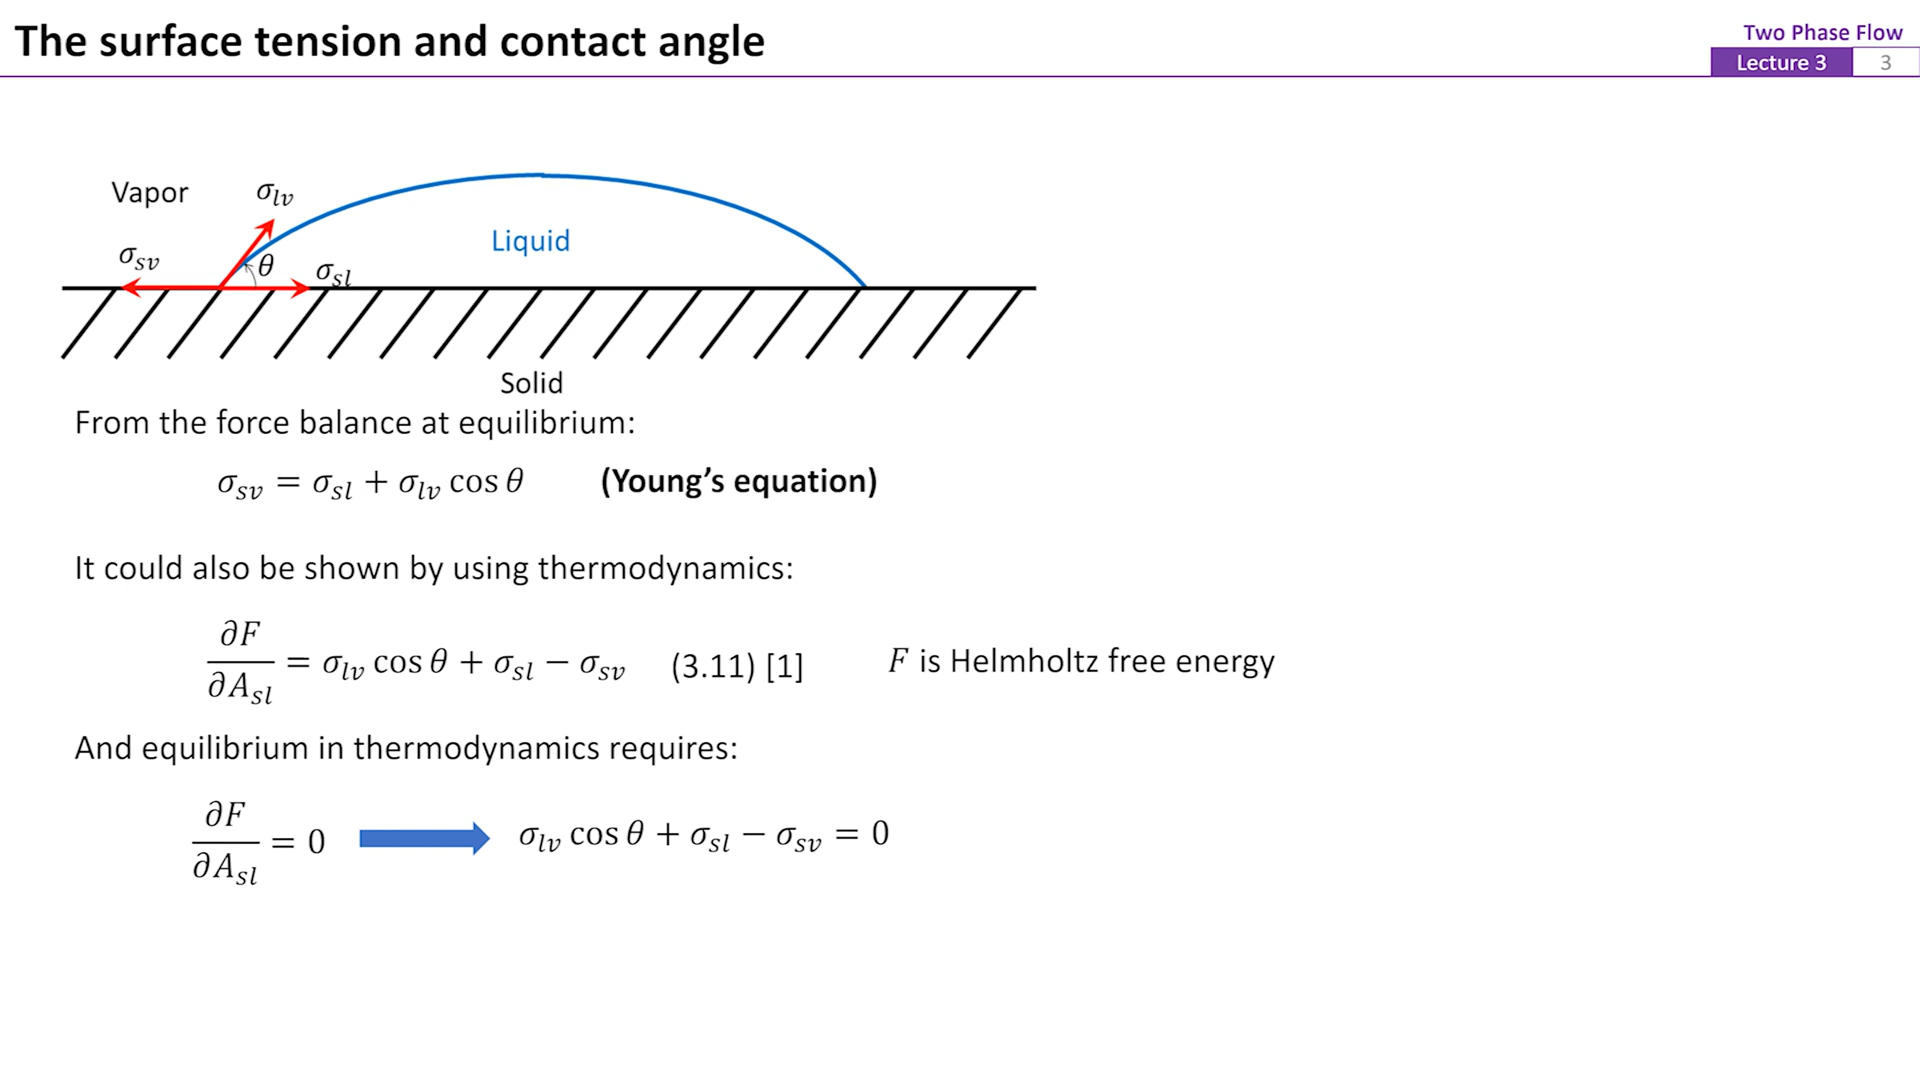 The surface tension and contact angle
Two Phase Flow
Lecture 3
3
Vapor
σ_lv
σ_sv
θ
σ_sl
Liquid
Solid
From the force balance at equilibrium:
σ_sv = σ_sl + σ_lv cos θ (Young’s equation)
It could also be shown by using thermodynamics:
∂F/∂A_sl = σ_lv cos θ + σ_sl − σ_sv (3.11) [1] F is Helmholtz free energy
And equilibrium in thermodynamics requires:
∂F/∂A_sl = 0 σ_lv cos θ + σ_sl − σ_sv = 0